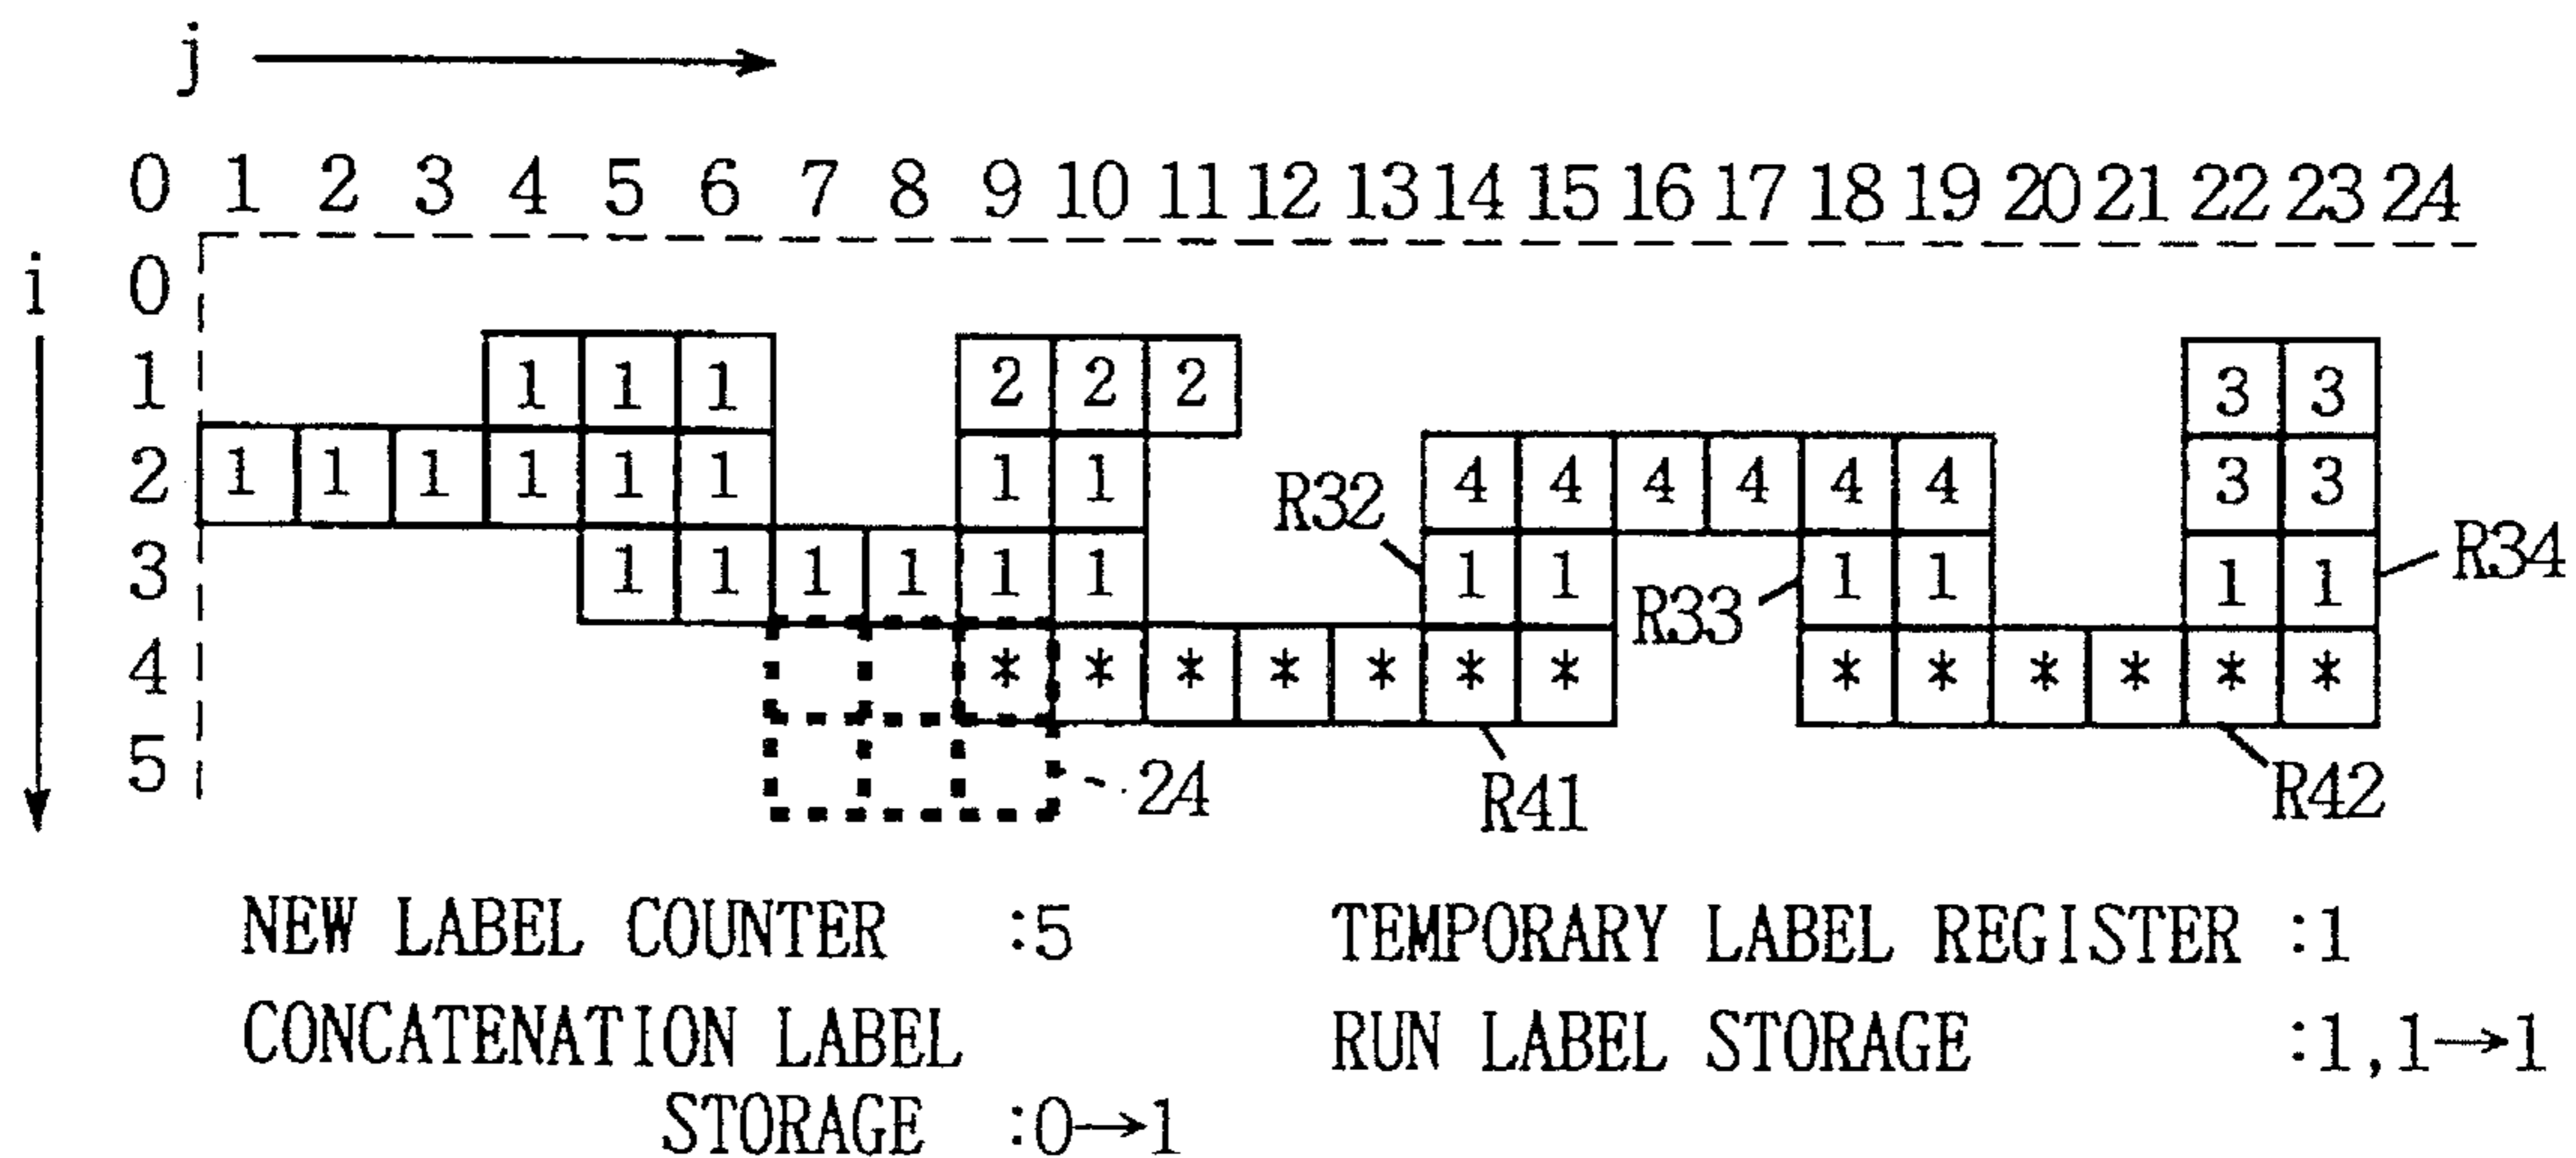 j
0 1 2 3 4 5 6 7 8 9 10 11 12 13 14 15 16 17 18 19 20 21 22 23 24
i 0
1 1 1 1 2 2 2 3 3
2 1 1 1 1 1 1 1 1 R32 4 4 4 4 4 4 3 3
3 1 1 1 1 1 1 1 1 R33 1 1 1 1 R34
4 * * * * * * * * * * * * *
5 24 R41 R42
NEW LABEL COUNTER :5 TEMPORARY LABEL REGISTER :1
CONCATENATION LABEL RUN LABEL STORAGE :1,1→1
STORAGE :0→1